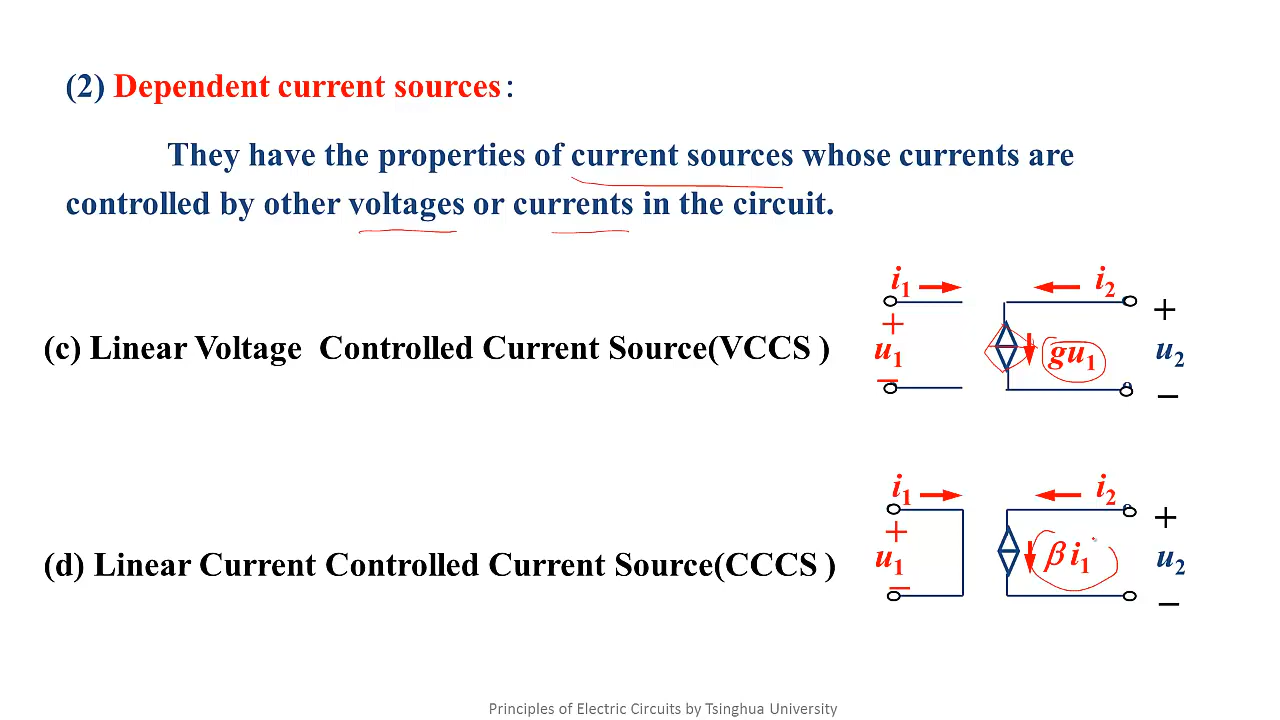 (2) Dependent current sources:
They have the properties of current sources whose currents are
controlled by other voltages or currents in the circuit.
i1 i2
+ +
(c) Linear Voltage Controlled Current Source(VCCS ) u1 gu1 u2
− −
i1 i2
+ +
(d) Linear Current Controlled Current Source(CCCS ) u1 β i1 u2
− −
Principles of Electric Circuits by Tsinghua University